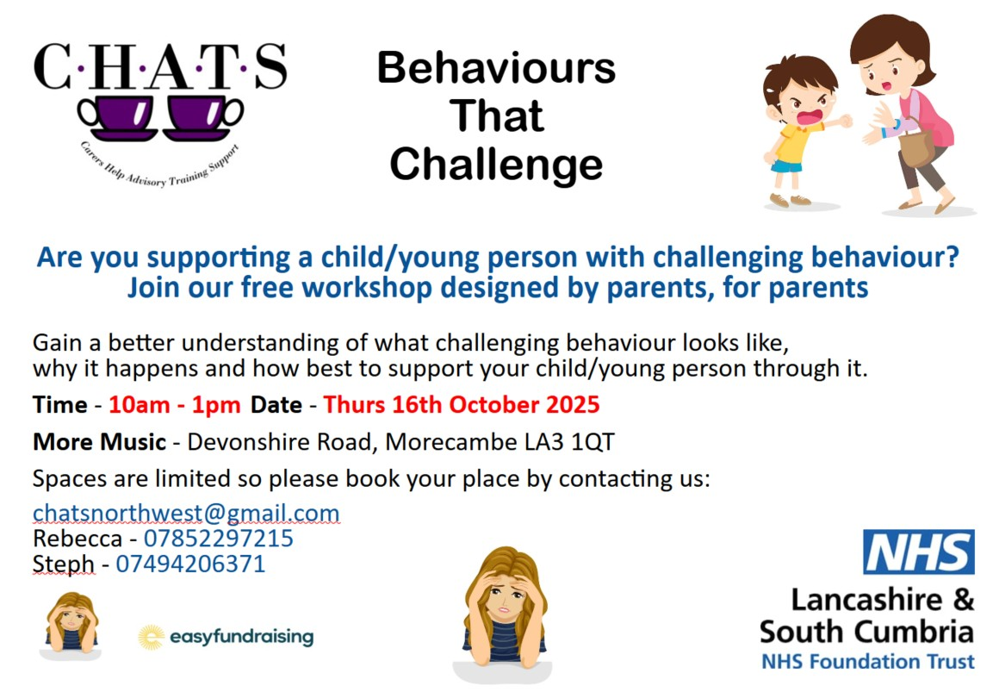 C·H·A·T·S
Carers Help Advisory Training Support
Behaviours
That
Challenge
Are you supporting a child/young person with challenging behaviour?
Join our free workshop designed by parents, for parents
Gain a better understanding of what challenging behaviour looks like,
why it happens and how best to support your child/young person through it.
Time - 10am - 1pm Date - Thurs 16th October 2025
More Music - Devonshire Road, Morecambe LA3 1QT
Spaces are limited so please book your place by contacting us:
chatsnorthwest@gmail.com
Rebecca - 07852297215
Steph - 07494206371
easyfundraising
NHS
Lancashire &
South Cumbria
NHS Foundation Trust